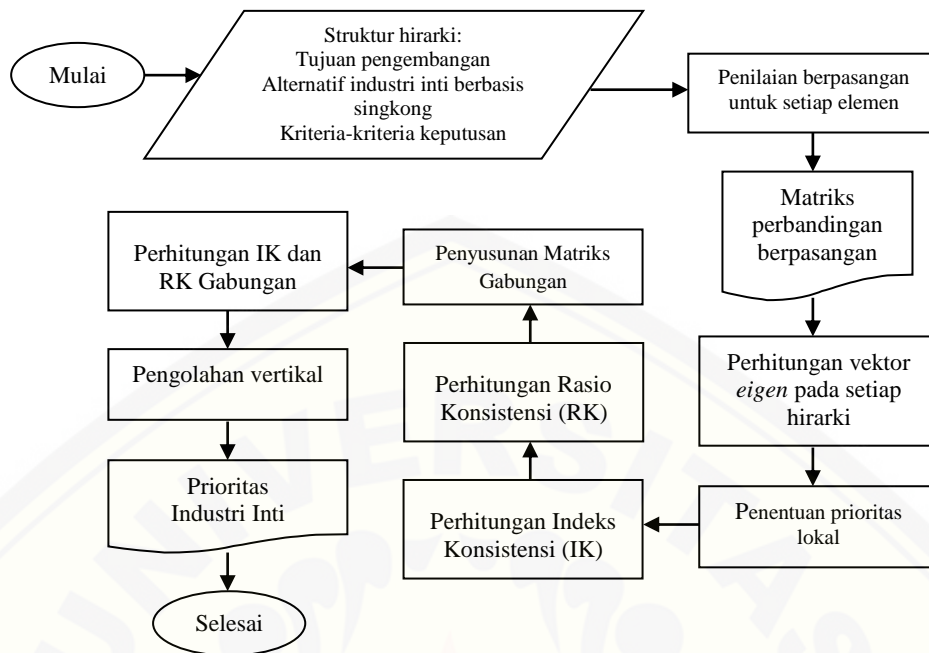 Mulai
Struktur hirarki:
Tujuan pengembangan
Alternatif industri inti berbasis
singkong
Kriteria-kriteria keputusan
Penilaian berpasangan
untuk setiap elemen
Matriks
perbandingan
berpasangan
Perhitungan vektor
eigen pada setiap
hirarki
Penentuan prioritas
lokal
Perhitungan Indeks
Konsistensi (IK)
Perhitungan Rasio
Konsistensi (RK)
Penyusunan Matriks
Gabungan
Perhitungan IK dan
RK Gabungan
Pengolahan vertikal
Prioritas
Industri Inti
Selesai
UNIVERSITAS